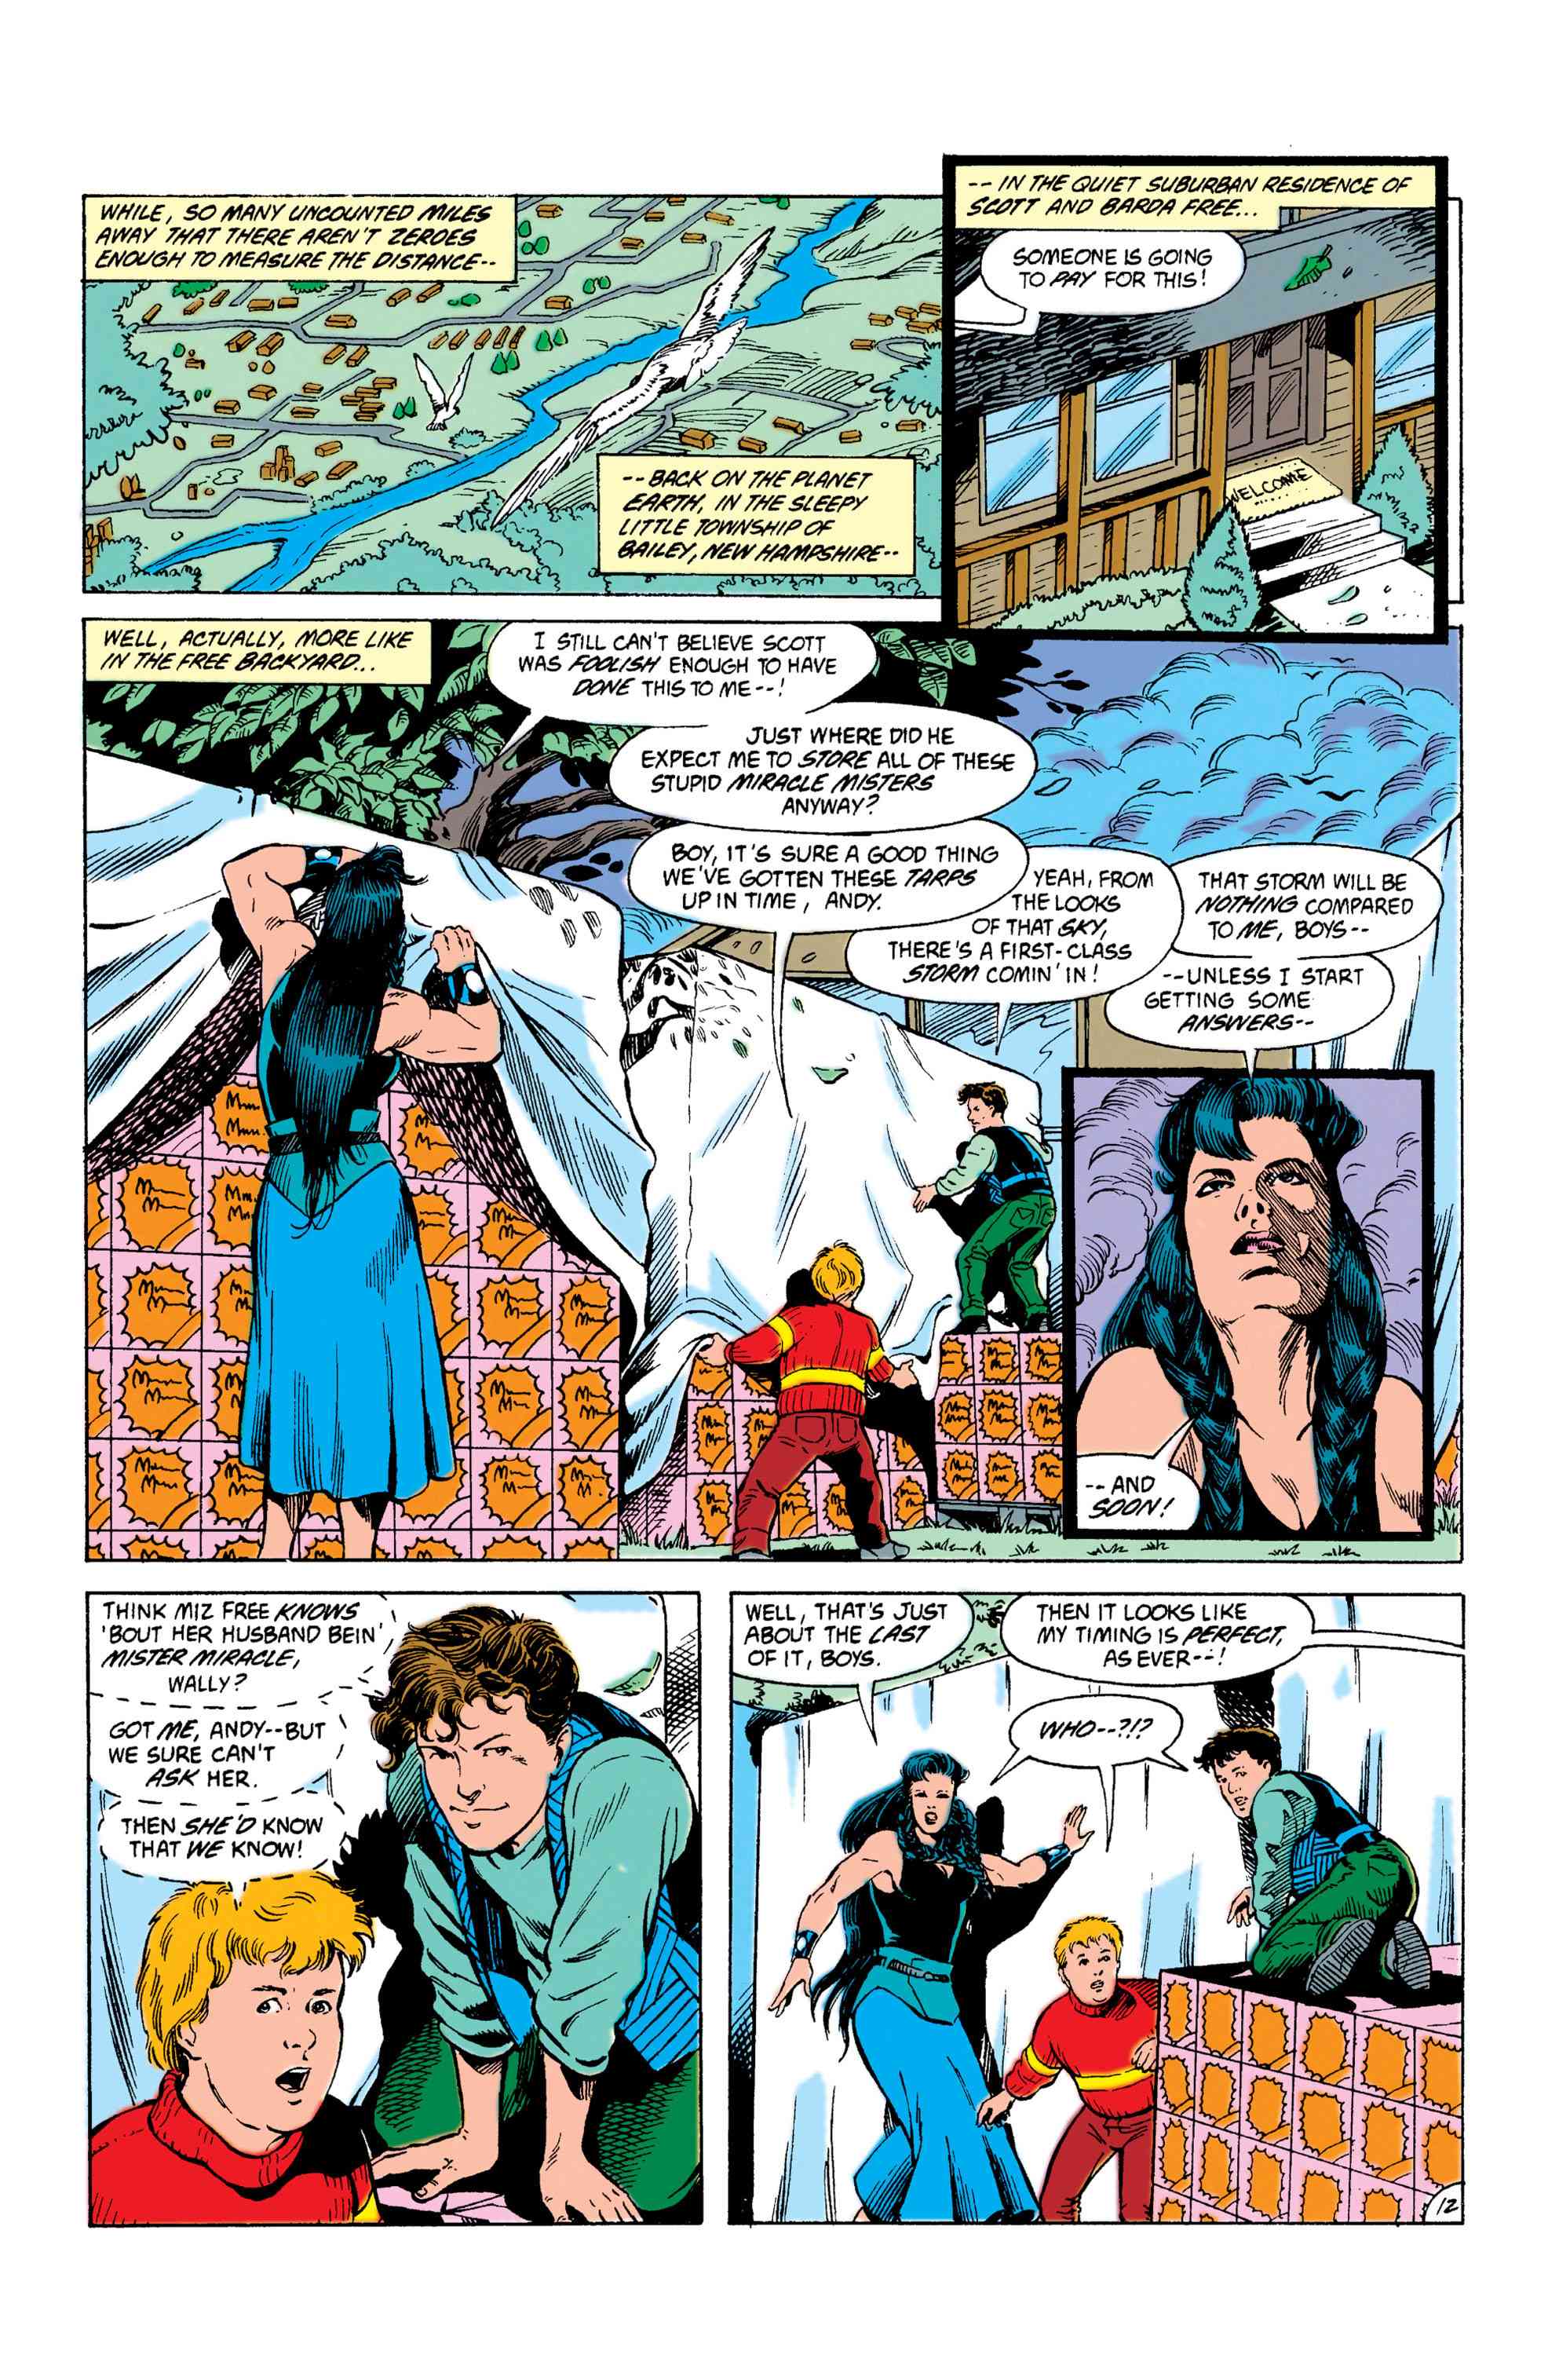 WHILE, SO MANY UNCOUNTED MILES
AWAY THAT THERE AREN'T ZEROES
ENOUGH TO MEASURE THE DISTANCE--
--BACK ON THE PLANET
EARTH, IN THE SLEEPY
LITTLE TOWNSHIP OF
BAILEY, NEW HAMPSHIRE--
-- IN THE QUIET SUBURBAN RESIDENCE OF
SCOTT AND BARDA FREE...
SOMEONE IS GOING
TO PAY FOR THIS!
WELCOME
WELL, ACTUALLY, MORE LIKE
IN THE FREE BACKYARD...
I STILL CAN'T BELIEVE SCOTT
WAS FOOLISH ENOUGH TO HAVE
DONE THIS TO ME--!
JUST WHERE DID HE
EXPECT ME TO STORE ALL OF THESE
STUPID MIRACLE MISTERS
ANYWAY?
BOY, IT'S SURE A GOOD THING
WE'VE GOTTEN THESE TARPS
UP IN TIME, ANDY.
YEAH, FROM
THE LOOKS
OF THAT SKY,
THERE'S A FIRST-CLASS
STORM COMIN' IN!
THAT STORM WILL BE
NOTHING COMPARED
TO ME, BOYS--
--UNLESS I START
GETTING SOME
ANSWERS--
-- AND
SOON!
THINK MIZ FREE KNOWS
'BOUT HER HUSBAND BEIN'
MISTER MIRACLE,
WALLY?
GOT ME, ANDY--BUT
WE SURE CAN'T
ASK HER.
THEN SHE'D KNOW
THAT WE KNOW!
WELL, THAT'S JUST
ABOUT THE LAST
OF IT, BOYS.
THEN IT LOOKS LIKE
MY TIMING IS PERFECT,
AS EVER--!
WHO--?!?
12